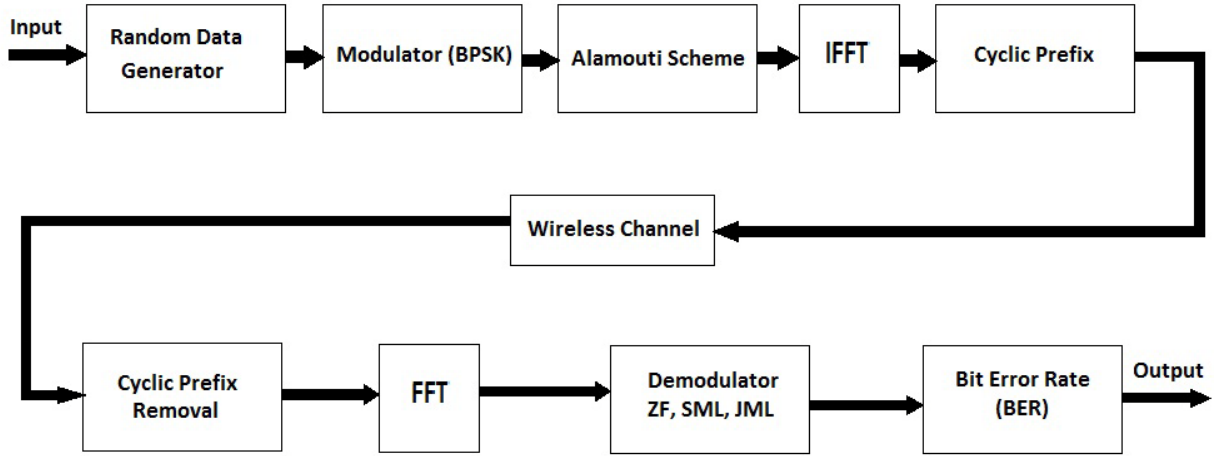 Input
Random Data
Generator
Modulator (BPSK)
Alamouti Scheme
IFFT
Cyclic Prefix
Wireless Channel
Cyclic Prefix
Removal
FFT
Demodulator
ZF, SML, JML
Bit Error Rate
(BER)
Output